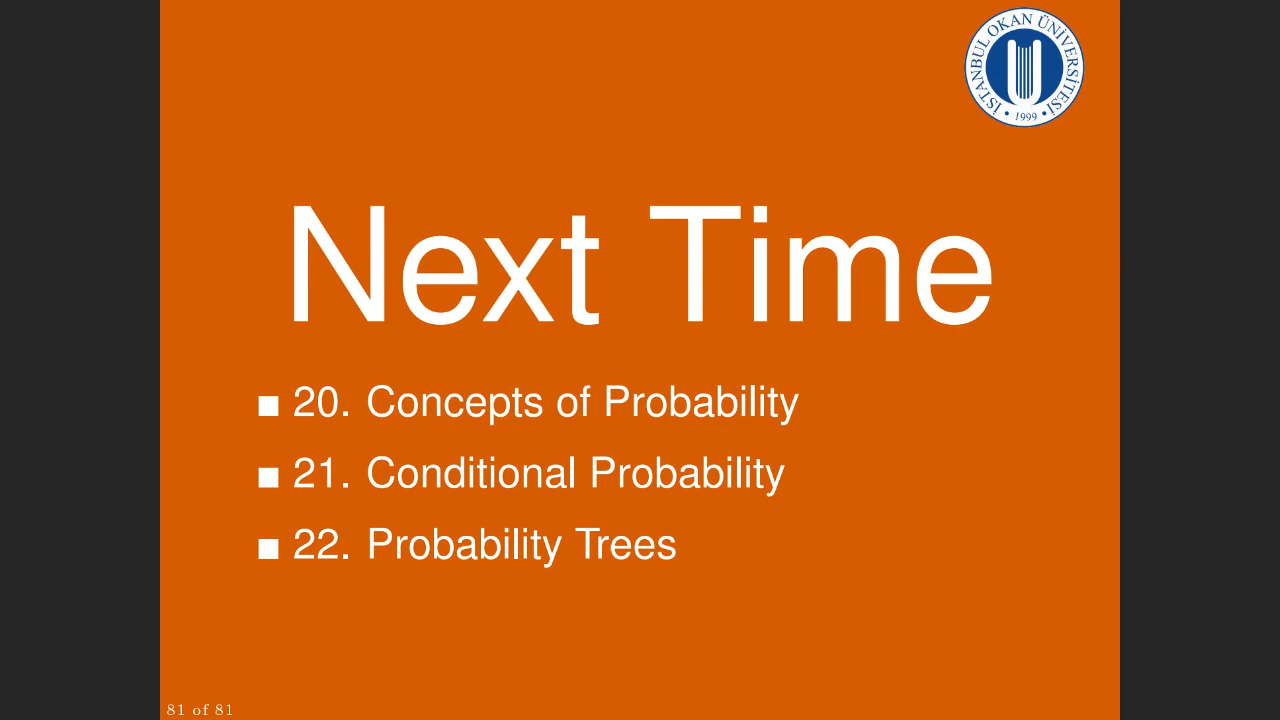 İSTANBUL OKAN ÜNİVERSİTESİ
1999
Next Time
20. Concepts of Probability
21. Conditional Probability
22. Probability Trees
81 of 81